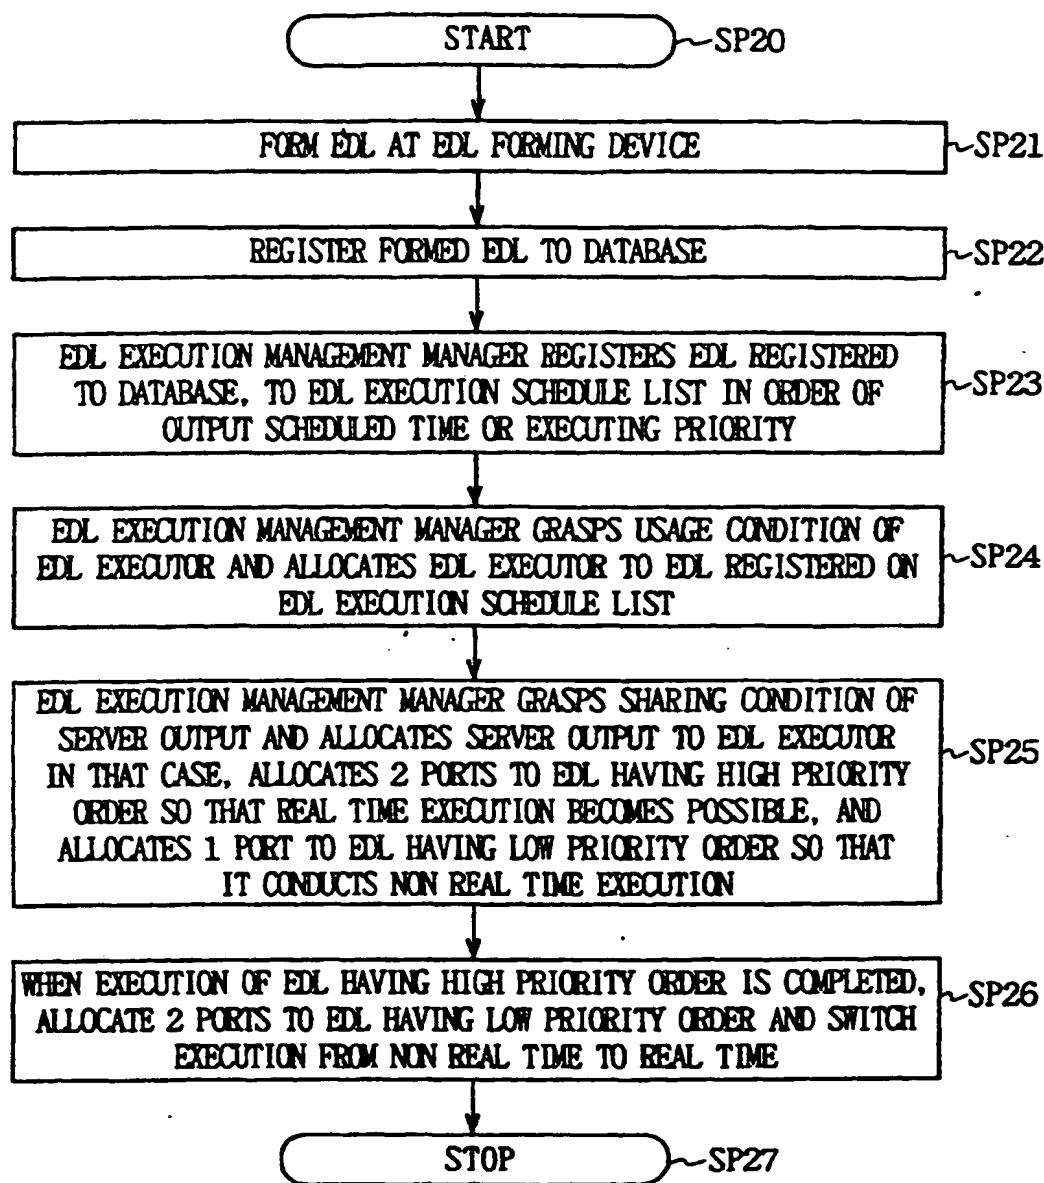 START
SP20
FORM EDL AT EDL FORMING DEVICE
SP21
REGISTER FORMED EDL TO DATABASE
SP22
EDL EXECUTION MANAGEMENT MANAGER REGISTERS EDL REGISTERED
TO DATABASE, TO EDL EXECUTION SCHEDULE LIST IN ORDER OF
OUTPUT SCHEDULED TIME OR EXECUTING PRIORITY
SP23
EDL EXECUTION MANAGEMENT MANAGER GRASPS USAGE CONDITION OF
EDL EXECUTOR AND ALLOCATES EDL EXECUTOR TO EDL REGISTERED ON
EDL EXECUTION SCHEDULE LIST
SP24
EDL EXECUTION MANAGEMENT MANAGER GRASPS SHARING CONDITION OF
SERVER OUTPUT AND ALLOCATES SERVER OUTPUT TO EDL EXECUTOR
IN THAT CASE, ALLOCATES 2 PORTS TO EDL HAVING HIGH PRIORITY
ORDER SO THAT REAL TIME EXECUTION BECOMES POSSIBLE, AND
ALLOCATES 1 PORT TO EDL HAVING LOW PRIORITY ORDER SO THAT
IT CONDUCTS NON REAL TIME EXECUTION
SP25
WHEN EXECUTION OF EDL HAVING HIGH PRIORITY ORDER IS COMPLETED,
ALLOCATE 2 PORTS TO EDL HAVING LOW PRIORITY ORDER AND SWITCH
EXECUTION FROM NON REAL TIME TO REAL TIME
SP26
STOP
SP27